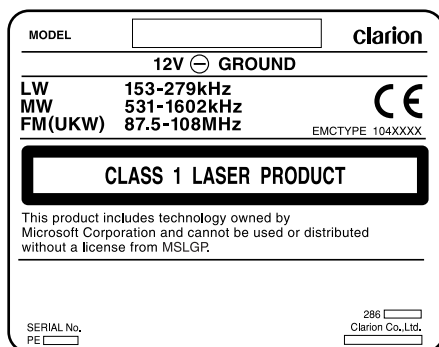 MODEL clarion
12V ⊖ GROUND
LW 153-279kHz
MW 531-1602kHz
FM(UKW) 87.5-108MHz
CE
EMCTYPE 104XXXX
CLASS 1 LASER PRODUCT
This product includes technology owned by
Microsoft Corporation and cannot be used or distributed
without a license from MSLGP.
286
SERIAL No. Clarion Co.,Ltd.
PE